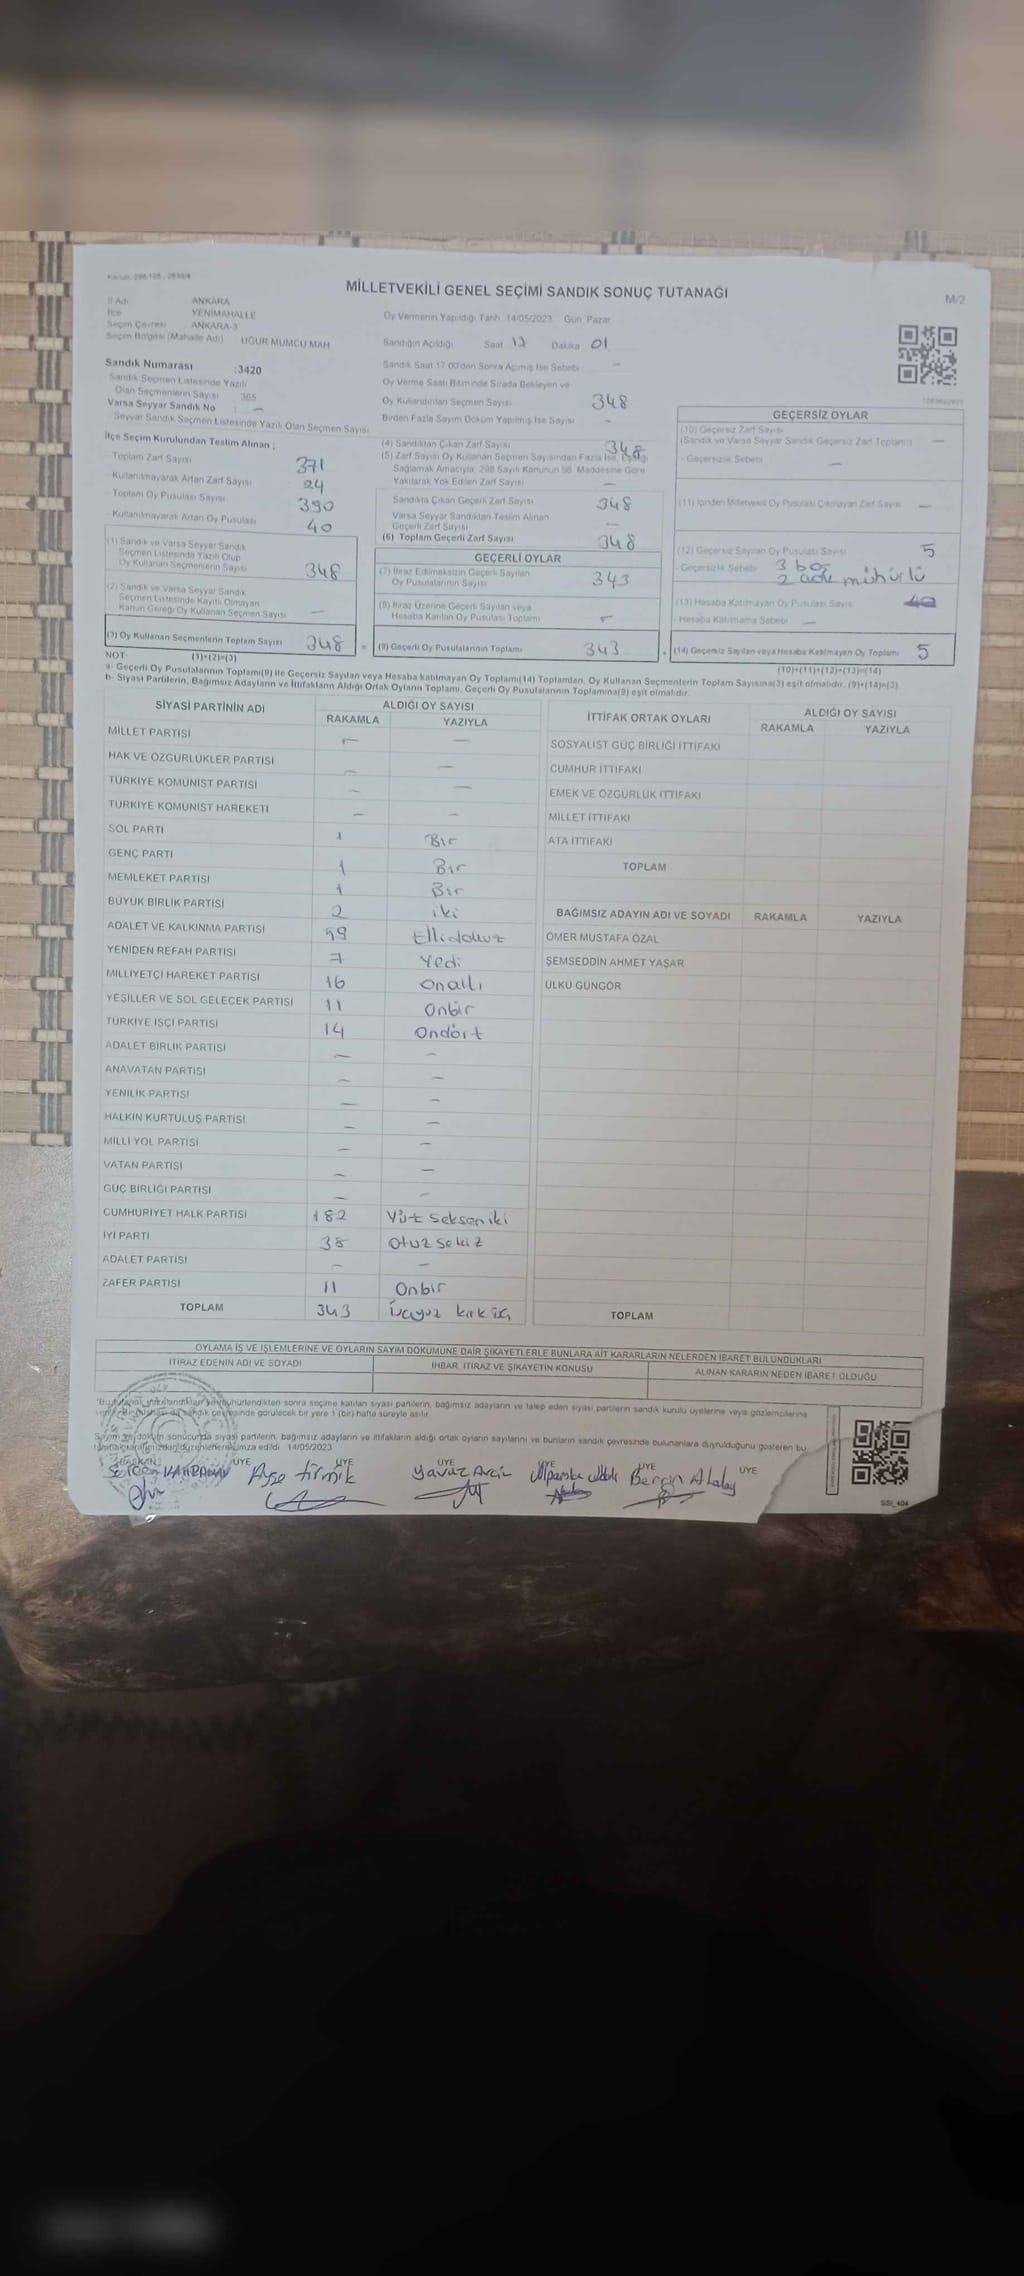 Kanun: 298/105 , 2839/4
MİLLETVEKİLİ GENEL SEÇİMİ SANDIK SONUÇ TUTANAĞI
M/2
İl Adı ANKARA
İlçe YENİMAHALLE
Seçim Çevresi ANKARA-3
Seçim Bölgesi (Mahalle Adı) UĞUR MUMCU MAH
Oy Vermenin Yapıldığı Tarih 14/05/2023 Gün Pazar
Sandığın Açıldığı Saat 17 Dakika 01
Sandık Numarası :3420
Sandık Seçmen Listesinde Yazılı
Olan Seçmenlerin Sayısı 365
Varsa Seyyar Sandık No : —
Seyyar Sandık Seçmen Listesinde Yazılı Olan Seçmen Sayısı
Sandık Saat 17.00'den Sonra Açılmış İse Sebebi —
Oy Verme Saati Bitiminde Sırada Bekleyen ve
Oy Kullandırılan Seçmen Sayısı 348
Birden Fazla Sayım Döküm Yapılmış İse Sayısı -
İlçe Seçim Kurulundan Teslim Alınan ;
Toplam Zarf Sayısı 371
Kullanılmayarak Artan Zarf Sayısı 24
Toplam Oy Pusulası Sayısı 390
Kullanılmayarak Artan Oy Pusulası 40
(1) Sandık ve Varsa Seyyar Sandık
Seçmen Listesinde Yazılı Olup
Oy Kullanan Seçmenlerin Sayısı 348
(2) Sandık ve Varsa Seyyar Sandık
Seçmen Listesinde Kayıtlı Olmayan
Kanun Gereği Oy Kullanan Seçmen Sayısı —
(3) Oy Kullanan Seçmenlerin Toplam Sayısı 348 =
(4) Sandıktan Çıkan Zarf Sayısı 348
(5) Zarf Sayısı Oy Kullanan Seçmen Sayısından Fazla İse, Eşitliği
Sağlamak Amacıyla; 298 Sayılı Kanunun 98. Maddesine Göre
Yakılarak Yok Edilen Zarf Sayısı —
Sandıkta Çıkan Geçerli Zarf Sayısı 348
Varsa Seyyar Sandıktan Teslim Alınan
Geçerli Zarf Sayısı —
(6) Toplam Geçerli Zarf Sayısı 348
GEÇERLİ OYLAR
(7) İtiraz Edilmeksizin Geçerli Sayılan
Oy Pusulalarının Sayısı 343
(8) İtiraz Üzerine Geçerli Sayılan veya
Hesaba Katılan Oy Pusulası Toplamı —
(9) Geçerli Oy Pusulalarının Toplamı 343 +
GEÇERSİZ OYLAR
(10) Geçersiz Zarf Sayısı
(Sandık ve Varsa Seyyar Sandık Geçersiz Zarf Toplamı) —
- Geçersizlik Sebebi —
(11) İçinden Milletvekili Oy Pusulası Çıkmayan Zarf Sayısı —
(12) Geçersiz Sayılan Oy Pusulası Sayısı 5
- Geçersizlik Sebebi 3 boş
2 adet mühürlü
(13) Hesaba Katılmayan Oy Pusulası Sayısı
- Hesaba Katılmama Sebebi —
(14) Geçersiz Sayılan veya Hesaba Katılmayan Oy Toplamı 5
NOT: (1)+(2)=(3) (10)+(11)+(12)+(13)=(14)
a- Geçerli Oy Pusulalarının Toplamı(9) ile Geçersiz Sayılan veya Hesaba katılmayan Oy Toplamı(14) Toplamları, Oy Kullanan Seçmenlerin Toplam Sayısına(3) eşit olmalıdır. (9)+(14)=(3)
b- Siyasi Partilerin, Bağımsız Adayların ve İttifakların Aldığı Ortak Oyların Toplamı, Geçerli Oy Pusulalarının Toplamına(9) eşit olmalıdır.
SİYASİ PARTİNİN ADI ALDIĞI OY SAYISI
RAKAMLA YAZIYLA
MİLLET PARTİSİ — —
HAK VE ÖZGÜRLÜKLER PARTİSİ — —
TÜRKİYE KOMÜNİST PARTİSİ — —
TÜRKİYE KOMÜNİST HAREKETİ — —
SOL PARTİ 1 Bir
GENÇ PARTİ 1 Bir
MEMLEKET PARTİSİ 1 Bir
BÜYÜK BİRLİK PARTİSİ 2 iki
ADALET VE KALKINMA PARTİSİ 59 Ellidokuz
YENİDEN REFAH PARTİSİ 7 Yedi
MİLLİYETÇİ HAREKET PARTİSİ 16 Onaltı
YEŞİLLER VE SOL GELECEK PARTİSİ 11 Onbir
TÜRKİYE İŞÇİ PARTİSİ 14 Ondört
ADALET BİRLİK PARTİSİ — —
ANAVATAN PARTİSİ — —
YENİLİK PARTİSİ — —
HALKIN KURTULUŞ PARTİSİ — —
MİLLİ YOL PARTİSİ — —
VATAN PARTİSİ — —
GÜÇ BİRLİĞİ PARTİSİ — —
CUMHURİYET HALK PARTİSİ 182 Yüz Seksen iki
İYİ PARTİ 38 Otuz Sekiz
ADALET PARTİSİ — —
ZAFER PARTİSİ 11 Onbir
TOPLAM 343 Üçyüz kırk üç
İTTİFAK ORTAK OYLARI ALDIĞI OY SAYISI
RAKAMLA YAZIYLA
SOSYALİST GÜÇ BİRLİĞİ İTTİFAKI
CUMHUR İTTİFAKI
EMEK VE ÖZGÜRLÜK İTTİFAKI
MİLLET İTTİFAKI
ATA İTTİFAKI
TOPLAM
BAĞIMSIZ ADAYIN ADI VE SOYADI RAKAMLA YAZIYLA
ÖMER MUSTAFA ÖZAL
ŞEMSEDDİN AHMET YAŞAR
ÜLKÜ GÜNGÖR
TOPLAM
OYLAMA İŞ VE İŞLEMLERİNE VE OYLARIN SAYIM DÖKÜMÜNE DAİR ŞİKAYETLERLE BUNLARA AİT KARARLARIN NELERDEN İBARET BULUNDUKLARI
İTİRAZ EDENİN ADI VE SOYADI İHBAR, İTİRAZ VE ŞİKAYETİN KONUSU ALINAN KARARIN NEDEN İBARET OLDUĞU
mühürlendikten sonra seçime katılan siyasi partilerin, bağımsız adayların ve talep eden siyasi partilerin sandık kurulu üyelerine veya gözlemcilerine
sandık çevresinde görülecek bir yere 1 (bir) hafta süreyle asılır.
Sayım ve döküm sonucunda siyasi partilerin, bağımsız adayların ve ittifakların aldığı ortak oyların sayılarını ve bunların sandık çevresinde bulunanlara duyurulduğunu gösteren bu
tutanak tarafımızdan düzenlenerek imza edildi. 14/05/2023
BAŞKAN ÜYE ÜYE ÜYE ÜYE ÜYE ÜYE
Ayşe Yavuz Bergin Atalay
SSİ_404